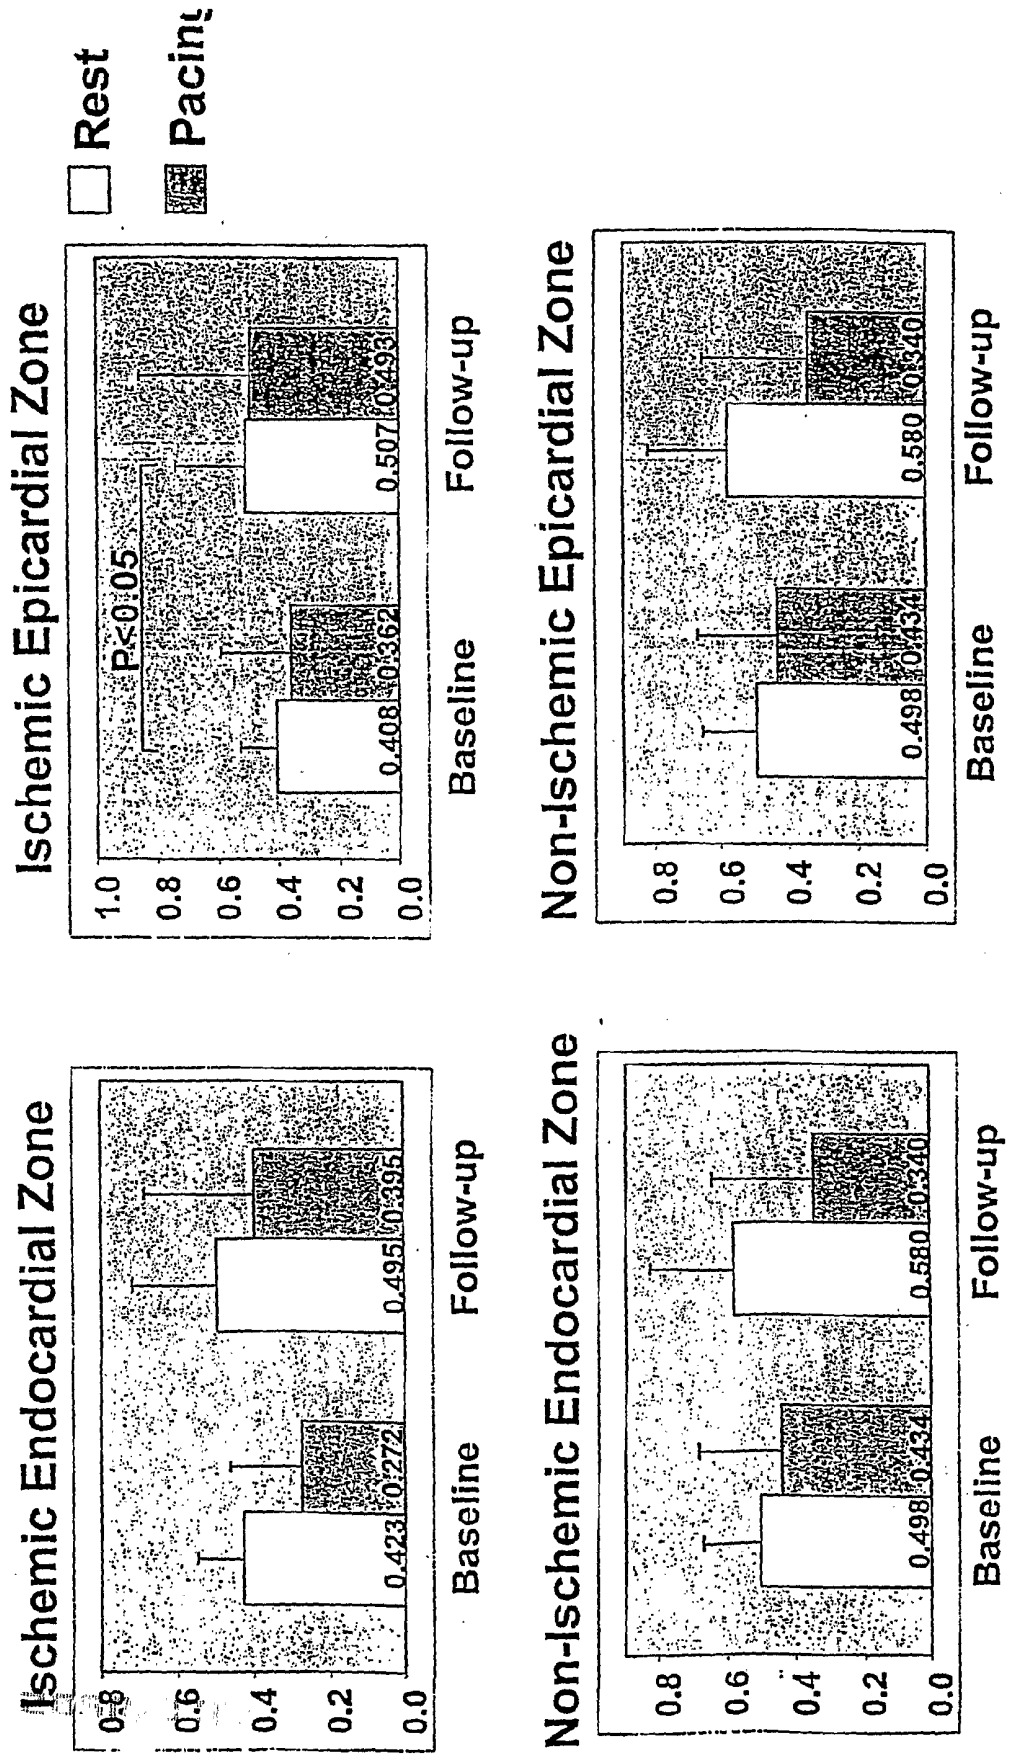 Ischemic Endocardial Zone
0.8
0.6
0.4
0.2
0.0
0.423
0.272
0.495
0.395
Baseline
Follow-up
Ischemic Epicardial Zone
1.0
0.8
0.6
0.4
0.2
0.0
P<0.05
0.408
0.362
0.507
0.493
Baseline
Follow-up
Rest
Pacing
Non-Ischemic Endocardial Zone
0.8
0.6
0.4
0.2
0.0
0.498
0.434
0.580
0.340
Baseline
Follow-up
Non-Ischemic Epicardial Zone
0.8
0.6
0.4
0.2
0.0
0.498
0.434
0.580
0.340
Baseline
Follow-up